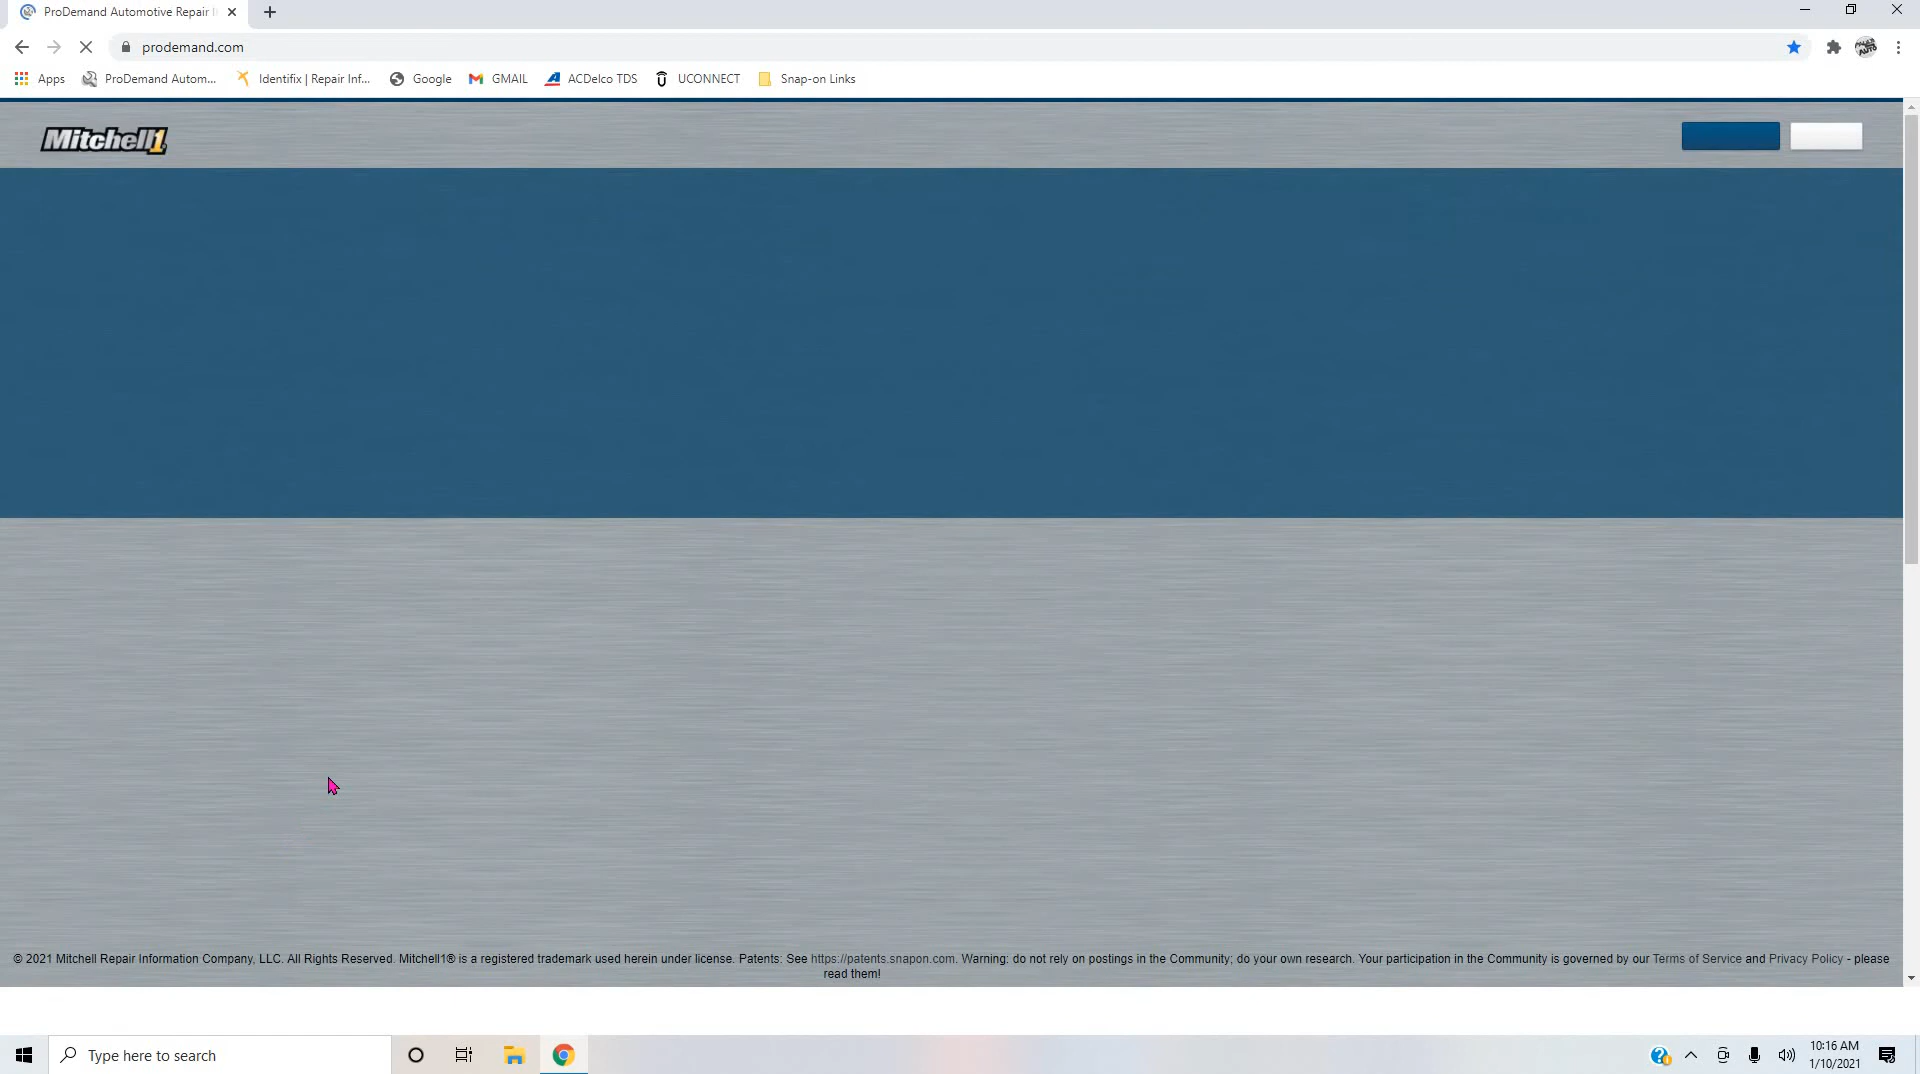 ProDemand Automotive Repair I
prodemand.com
Apps
ProDemand Autom...
Identifix | Repair Inf...
Google
GMAIL
ACDelco TDS
UCONNECT
Snap-on Links
Mitchell1
© 2021 Mitchell Repair Information Company, LLC. All Rights Reserved. Mitchell1® is a registered trademark used herein under license. Patents: See https://patents.snapon.com. Warning: do not rely on postings in the Community; do your own research. Your participation in the Community is governed by our Terms of Service and Privacy Policy - please
read them!
Type here to search
10:16 AM
1/10/2021